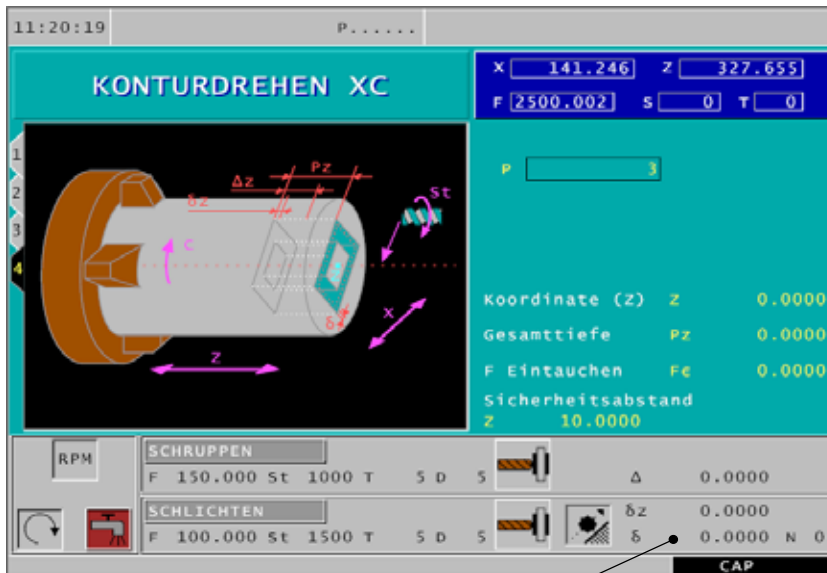 11:20:19 P......
KONTURDREHEN XC
X 141.246 Z 327.655
F 2500.002 S 0 T 0
1
2
3
4
Pz
Δz
δz
St
C
X
δ
Z
P 3
Koordinate (Z) Z 0.0000
Gesamttiefe Pz 0.0000
F Eintauchen F€ 0.0000
Sicherheitsabstand
Z 10.0000
RPM
SCHRUPPEN
F 150.000 St 1000 T 5 D 5 Δ 0.0000
SCHLICHTEN
δz 0.0000
F 100.000 St 1500 T 5 D 5 δ 0.0000 N 0
CAP